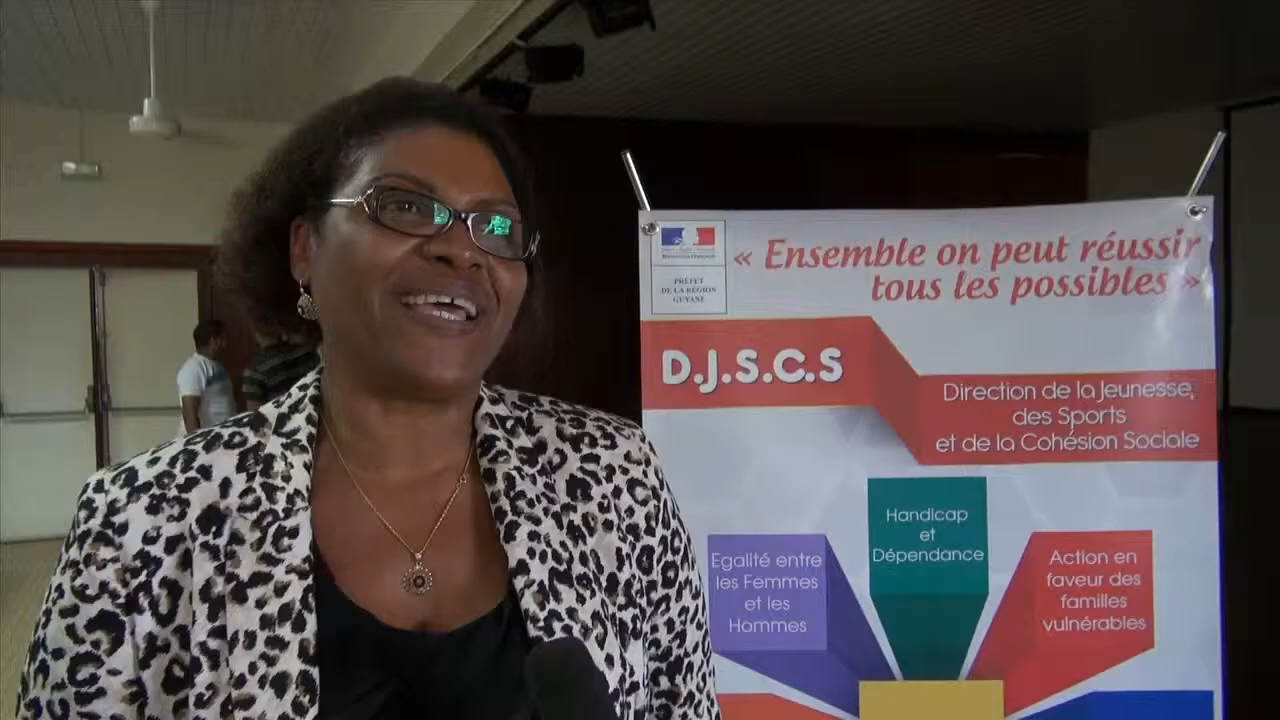 « Ensemble on peut réussir
tous les possibles »
PRÉFET
DE LA RÉGION
GUYANE
D.J.S.C.S
Direction de la Jeunesse,
des Sports
et de la Cohésion Sociale
Handicap
et
Dépendance
Egalité entre
les Femmes
et les
Hommes
Action en
faveur des
familles
vulnérables